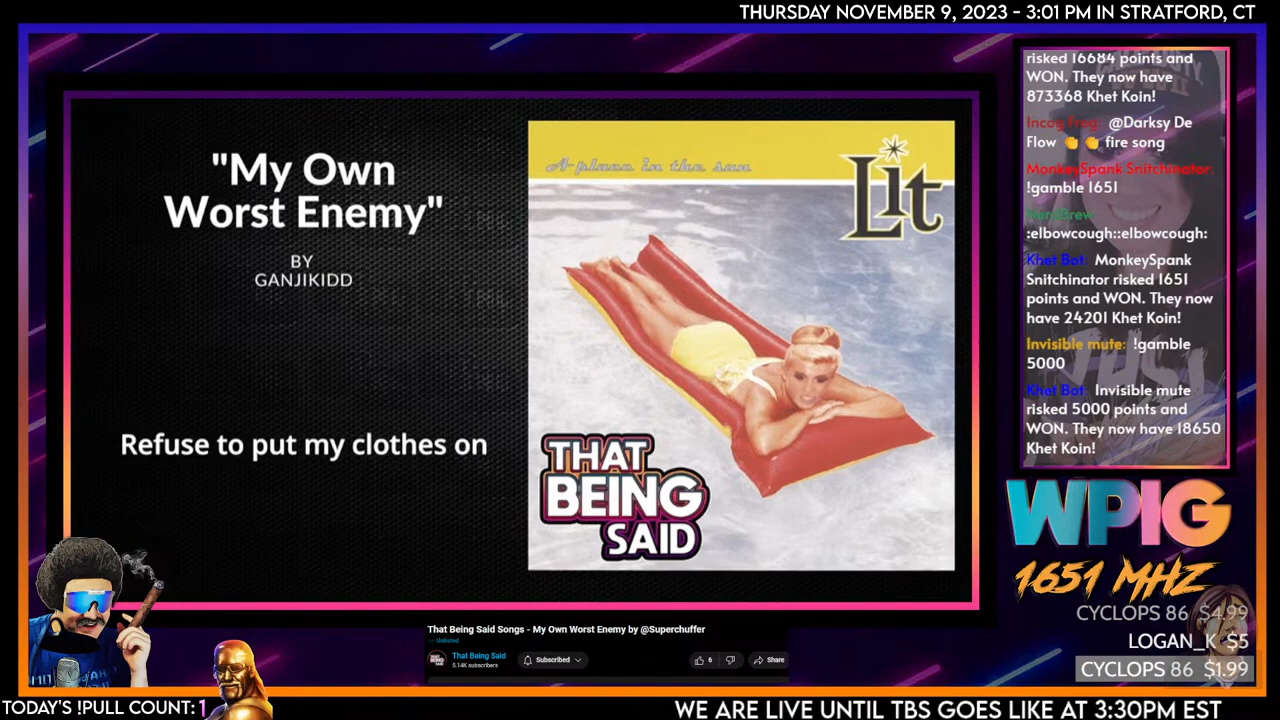 THURSDAY NOVEMBER 9, 2023 - 3:01 PM IN STRATFORD, CT
"My Own
Worst Enemy"
BY
GANJIKIDD
Refuse to put my clothes on
A place in the sun
Lit
THAT
BEING
SAID
risked 16684 points and
WON. They now have
873368 Khet Koin!
Incog Frog: @Darksy De
Flow 👏 👏 fire song
MonkeySpank Snitchinator:
!gamble 1651
:elbowcough::elbowcough:
Khet Bot: MonkeySpank
Snitchinator risked 1651
points and WON. They now
have 24201 Khet Koin!
Invisible mute: !gamble
5000
Khet Bot: Invisible mute
risked 5000 points and
WON. They now have 18650
Khet Koin!
WPIG
1651 MHZ
CYCLOPS 86 $4.99
LOGAN_K $5
CYCLOPS 86 $1.99
That Being Said Songs - My Own Worst Enemy by @Superchuffer
Unlisted
That Being Said
5.14K subscribers
Subscribed
6
Share
TODAY'S !PULL COUNT: 1
WE ARE LIVE UNTIL TBS GOES LIKE AT 3:30PM EST